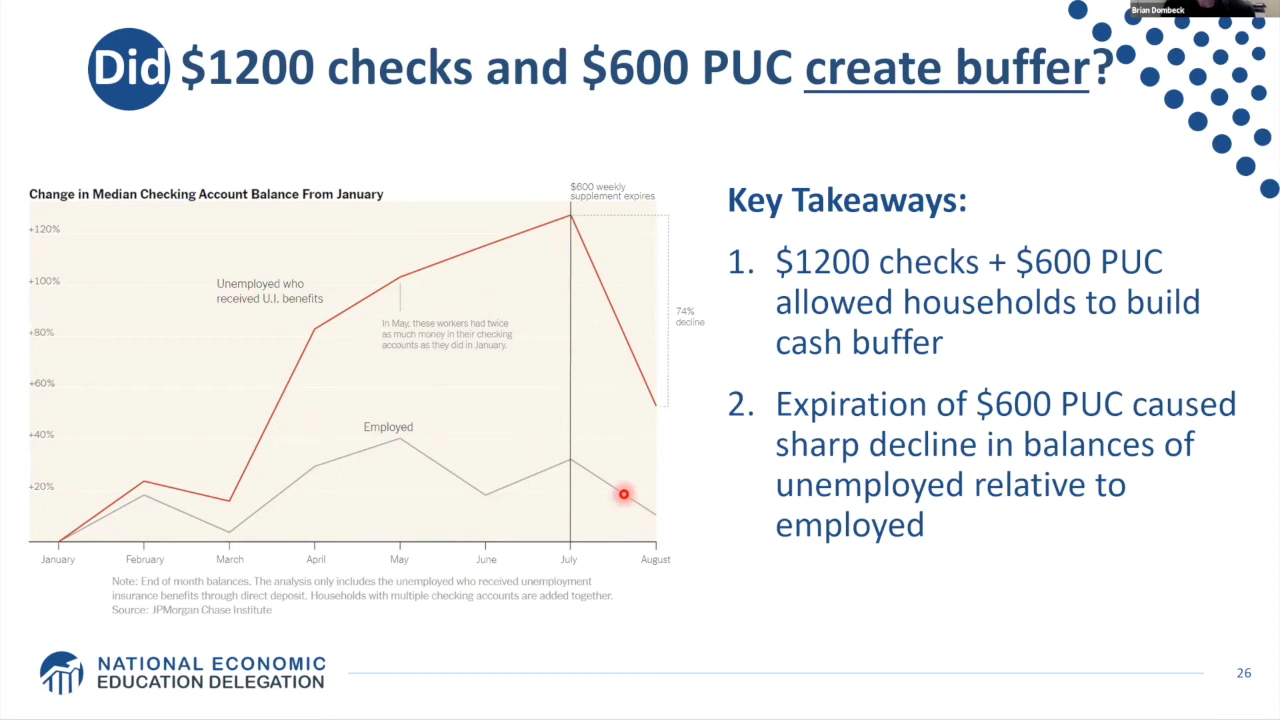 Brian Dombeck
Did $1200 checks and $600 PUC create buffer?
Change in Median Checking Account Balance From January
$600 weekly
supplement expires
+120%
+100%
+80%
+60%
+40%
+20%
Unemployed who
received U.I. benefits
In May, these workers had twice
as much money in their checking
accounts as they did in January.
74%
decline
Employed
January February March April May June July August
Note: End of month balances. The analysis only includes the unemployed who received unemployment
insurance benefits through direct deposit. Households with multiple checking accounts are added together.
Source: JPMorgan Chase Institute
Key Takeaways:
1. $1200 checks + $600 PUC
allowed households to build
cash buffer
2. Expiration of $600 PUC caused
sharp decline in balances of
unemployed relative to
employed
NATIONAL ECONOMIC
EDUCATION DELEGATION
26